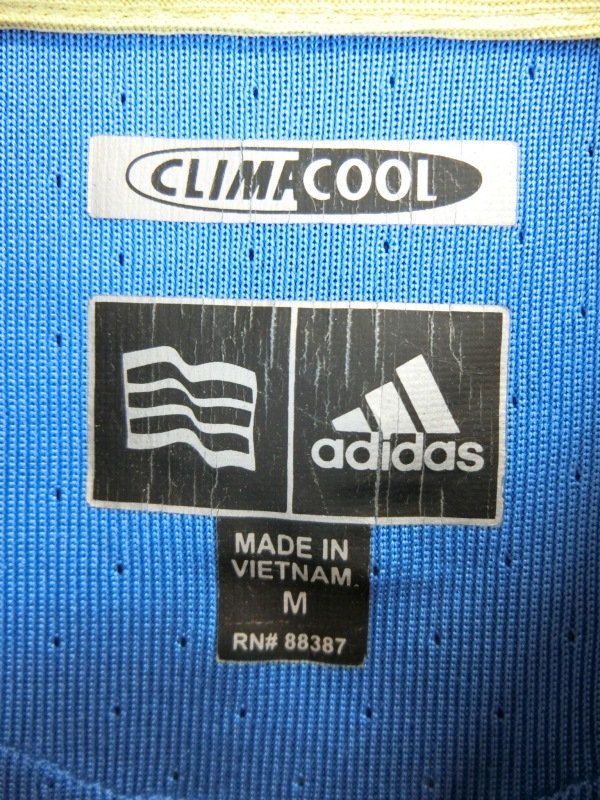 CLIMACOOL
adidas
MADE IN
VIETNAM
M
RN# 88387